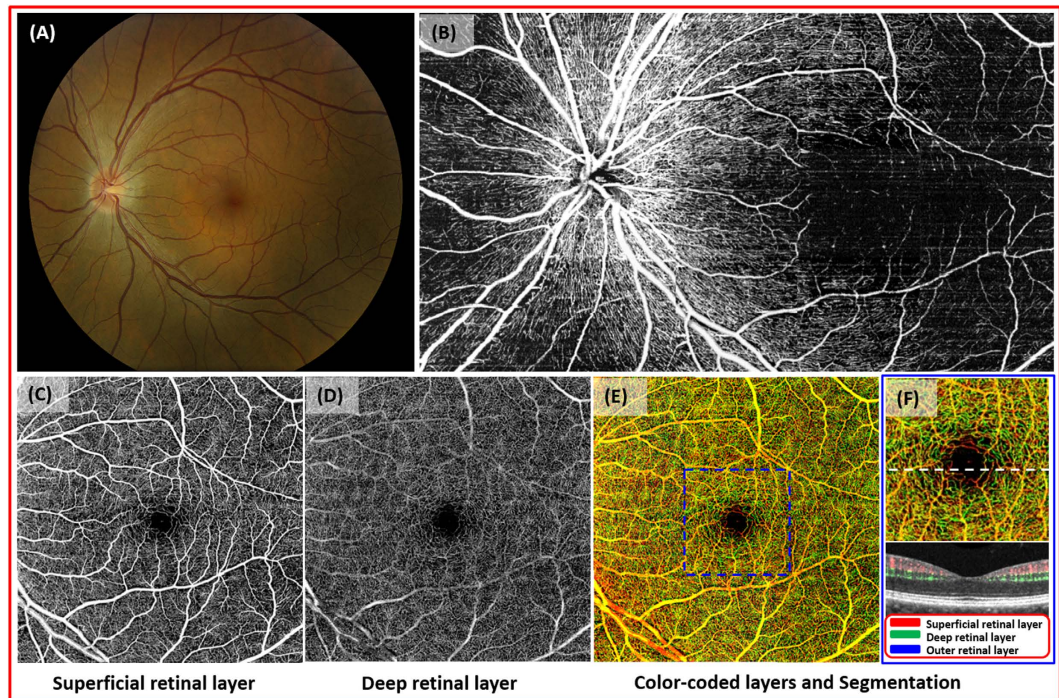 (A)
(B)
(C)
(D)
(E)
(F)
Superficial retinal layer
Deep retinal layer
Outer retinal layer
Superficial retinal layer
Deep retinal layer
Color-coded layers and Segmentation